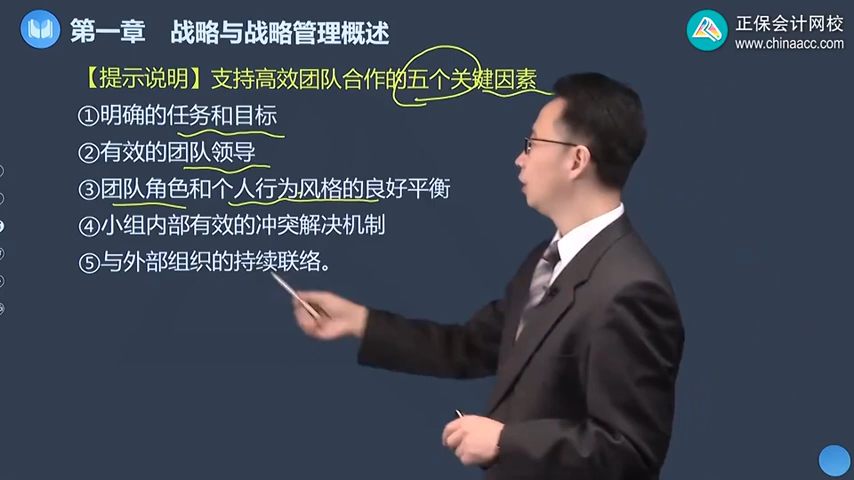 第一章 战略与战略管理概述
正保会计网校
www.chinaacc.com
【提示说明】支持高效团队合作的五个关键因素
①明确的任务和目标
②有效的团队领导
③团队角色和个人行为风格的良好平衡
④小组内部有效的冲突解决机制
⑤与外部组织的持续联络。